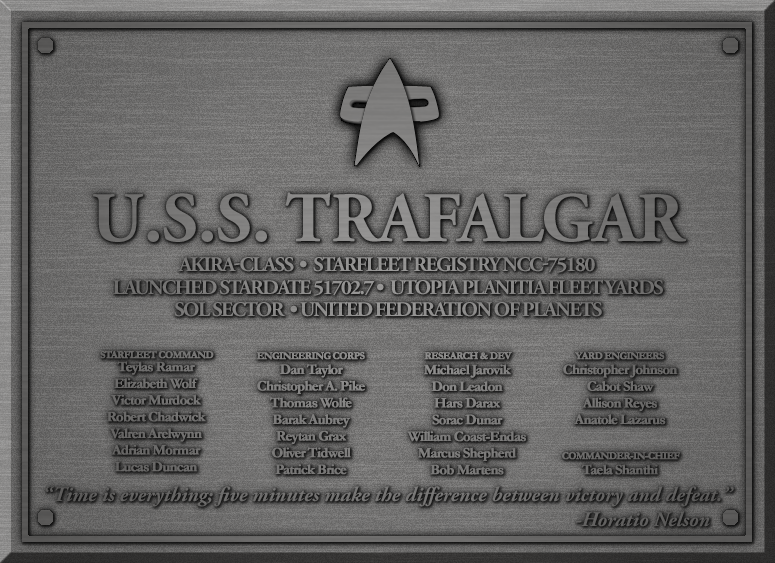 U.S.S. TRAFALGAR
AKIRA-CLASS • STARFLEET REGISTRY NCC-75180
LAUNCHED STARDATE 51702.7 • UTOPIA PLANITIA FLEET YARDS
SOL SECTOR • UNITED FEDERATION OF PLANETS
STARFLEET COMMAND
Teylas Ramar
Elizabeth Wolf
Victor Murdock
Robert Chadwick
Valren Arelwynn
Adrian Mormar
Lucas Duncan
ENGINEERING CORPS
Dan Taylor
Christopher A. Pike
Thomas Wolfe
Barak Aubrey
Reytan Grax
Oliver Tidwell
Patrick Brice
RESEARCH & DEV
Michael Jarovik
Don Leadon
Hars Darax
Sorac Dunar
William Coast-Endas
Marcus Shepherd
Bob Martens
YARD ENGINEERS
Christopher Johnson
Cabot Shaw
Allison Reyes
Anatole Lazarus
COMMANDER-IN-CHIEF
Taela Shanthi
“Time is everything; five minutes make the difference between victory and defeat.”
-Horatio Nelson